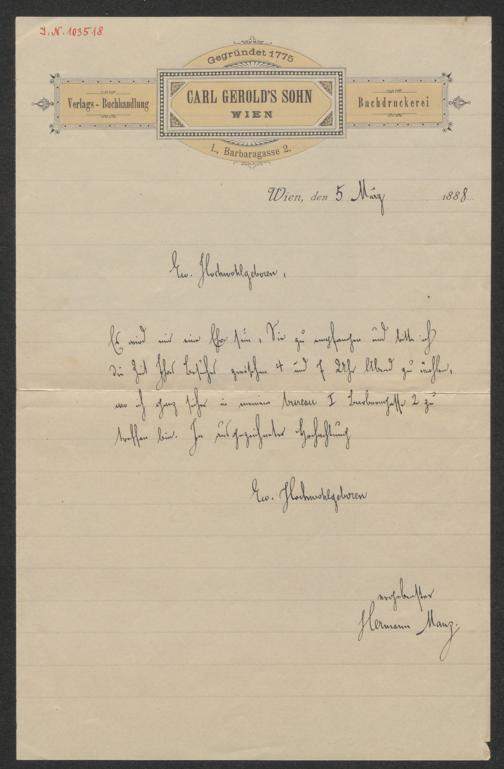 J.N. 103518
Gegründet 1775
Verlags-Buchhandlung
CARL GEROLD'S SOHN
WIEN
Buchdruckerei
I., Barbaragasse 2.
Wien, den 5 März 1888
Ew. Hochwohlgeboren,
Es wird mir eine Ehre sein, Sie zu empfangen und bitte ich
die Zeit Ihres Besuches zwischen 4 und 7 Uhr Abend zu wählen,
wo ich ganz sicher in meinem bureau I Barbaragasse 2 zu
treffen bin. In ausgezeichneter Hochachtung
Ew. Hochwohlgeboren
ergebenster
Hermann Manz.